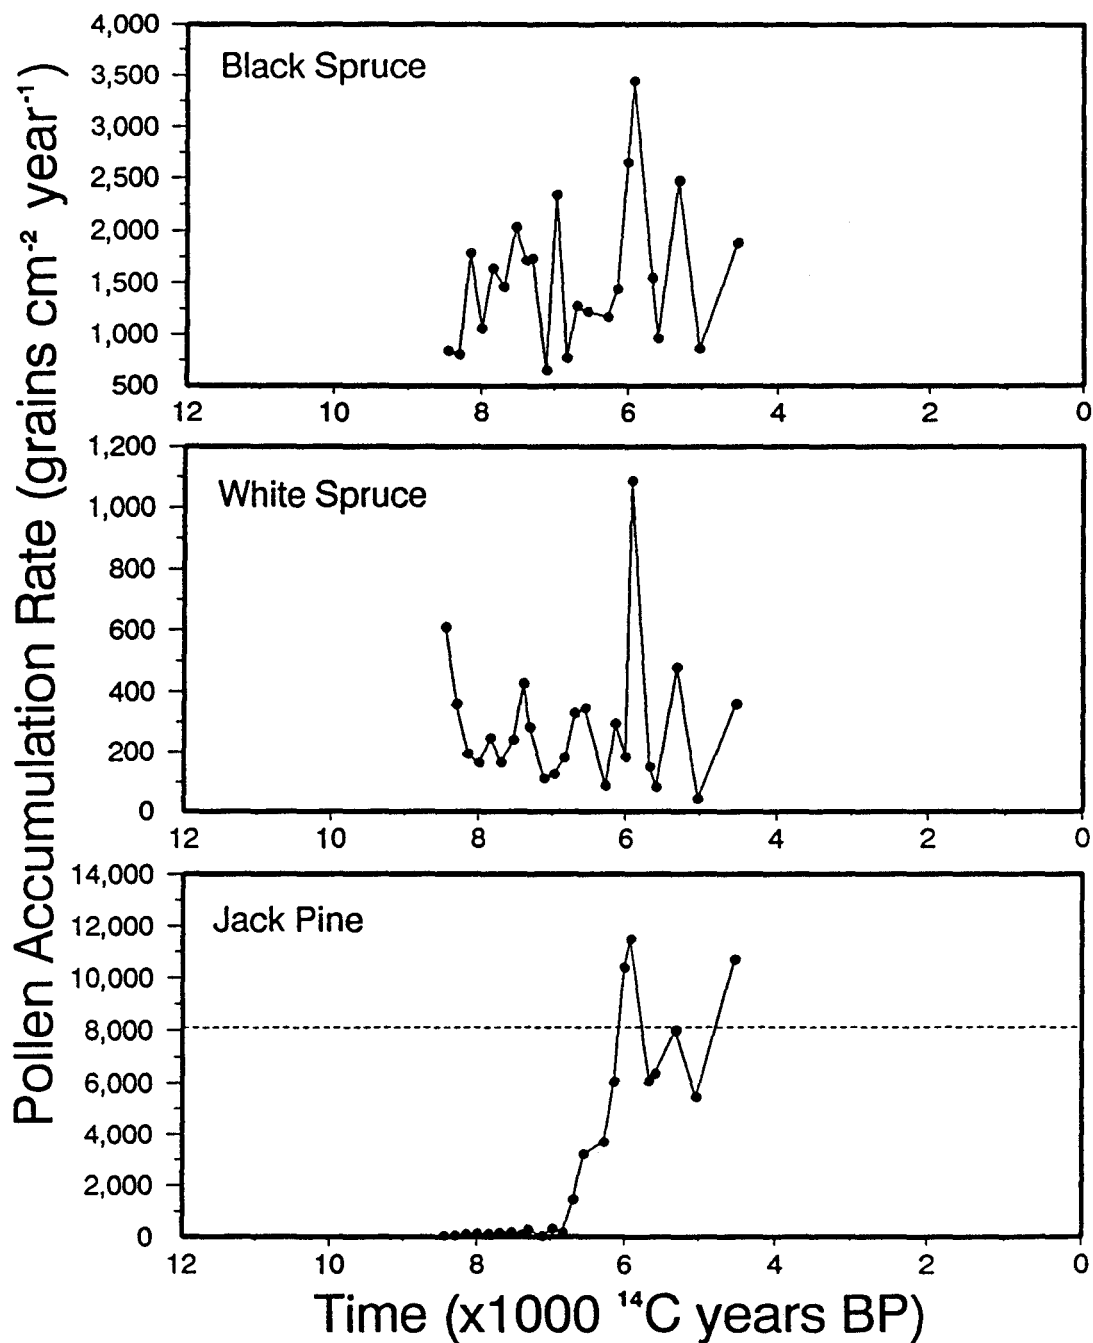 Pollen Accumulation Rate (grains cm⁻² year⁻¹)
Black Spruce
4,000
3,500
3,000
2,500
2,000
1,500
1,000
500
12 10 8 6 4 2 0
White Spruce
1,200
1,000
800
600
400
200
0
12 10 8 6 4 2 0
Jack Pine
14,000
12,000
10,000
8,000
6,000
4,000
2,000
0
12 10 8 6 4 2 0
Time (x1000 ¹⁴C years BP)